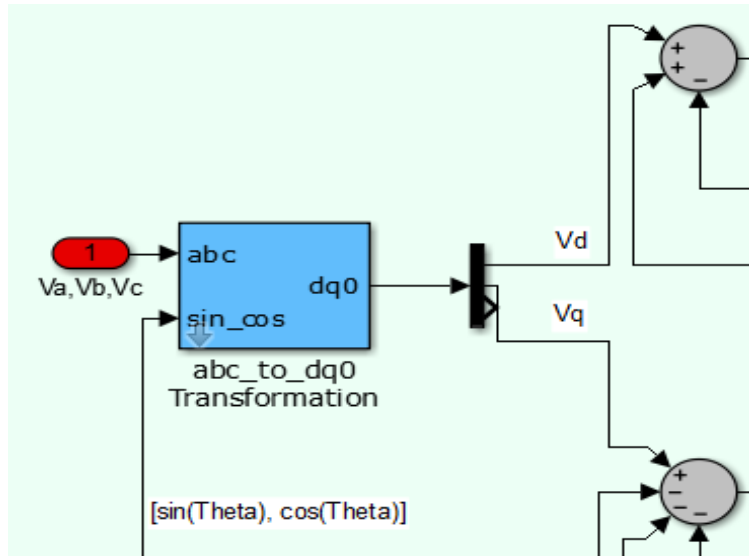 +
+
−
1
Va,Vb,Vc
abc
sin_cos
dq0
abc_to_dq0
Transformation
Vd
Vq
+
−
−
−
[sin(Theta), cos(Theta)]